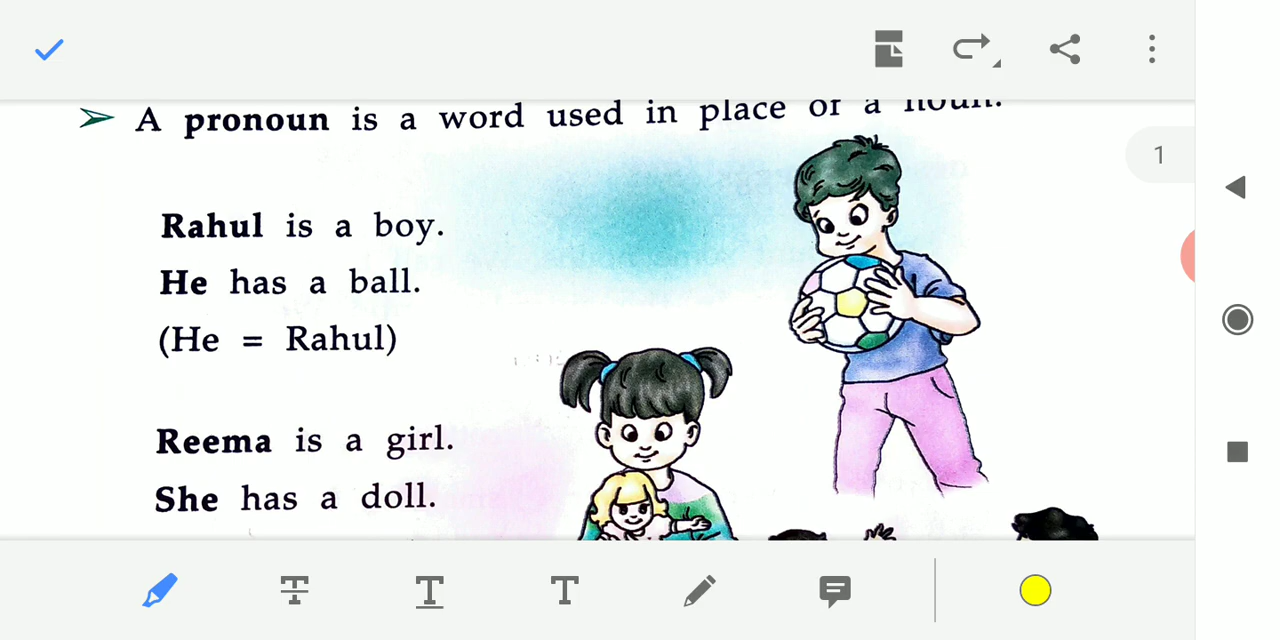 1
➢ A pronoun is a word used in place of a noun.
Rahul is a boy.
He has a ball.
(He = Rahul)
Reema is a girl.
She has a doll.